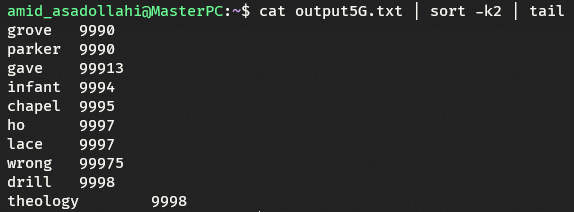 amid_asadollahi@MasterPC:~$ cat output5G.txt | sort -k2 | tail
grove   9990
parker  9990
gave    99913
infant  9994
chapel  9995
ho      9997
lace    9997
wrong   99975
drill   9998
theology        9998